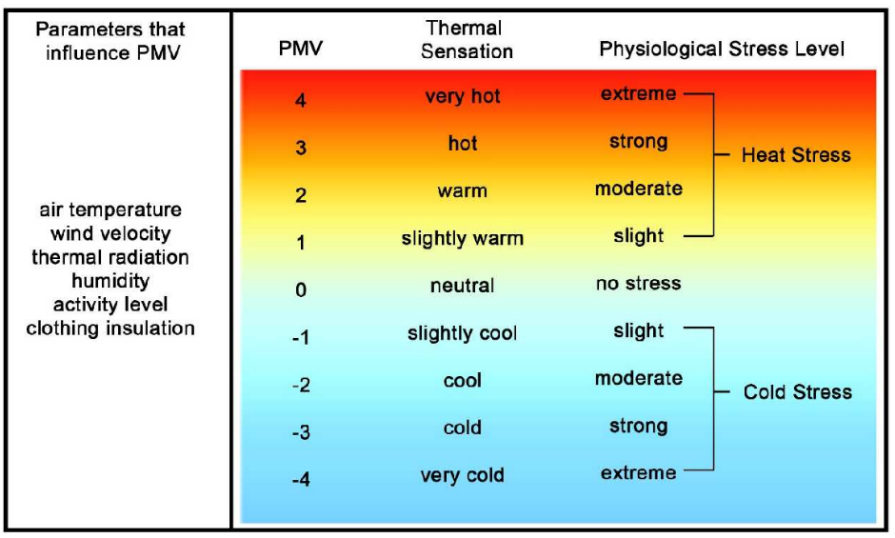 Parameters that
influence PMV
air temperature
wind velocity
thermal radiation
humidity
activity level
clothing insulation
PMV Thermal Sensation Physiological Stress Level
4 very hot extreme
3 hot strong
Heat Stress
2 warm moderate
1 slightly warm slight
0 neutral no stress
-1 slightly cool slight
-2 cool moderate
Cold Stress
-3 cold strong
-4 very cold extreme